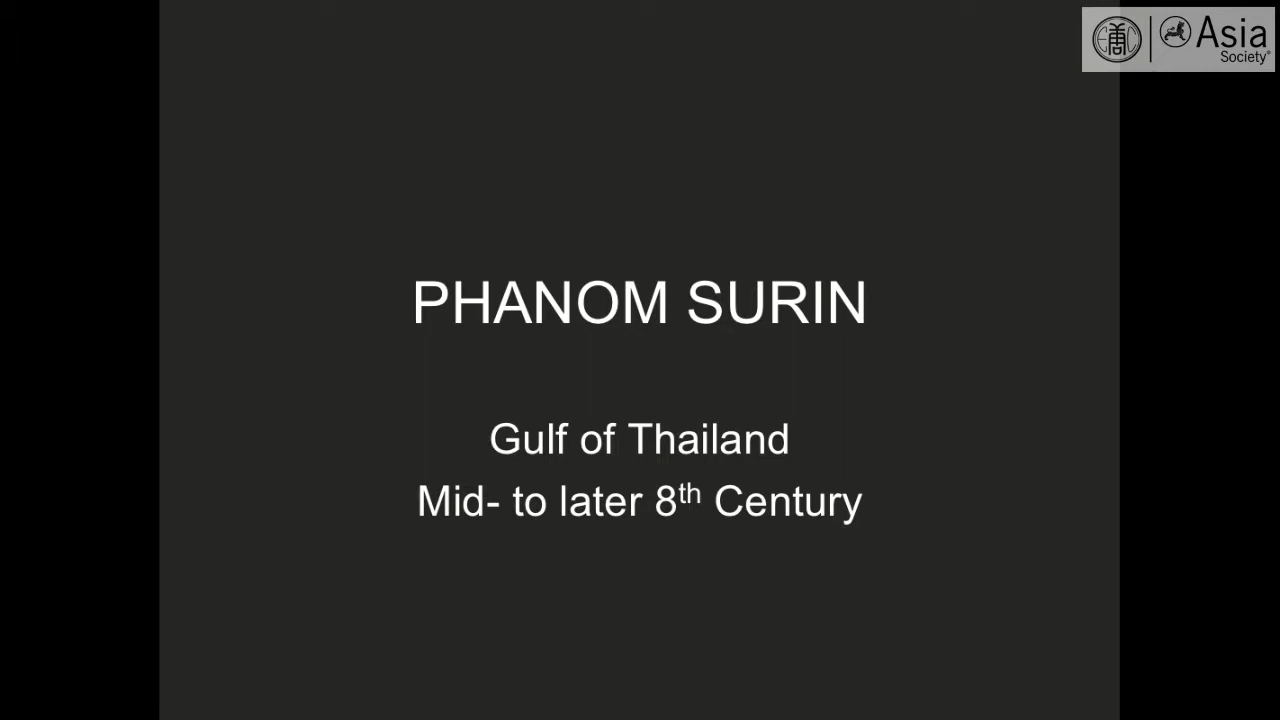 Asia
Society
PHANOM SURIN
Gulf of Thailand
Mid- to later 8th Century